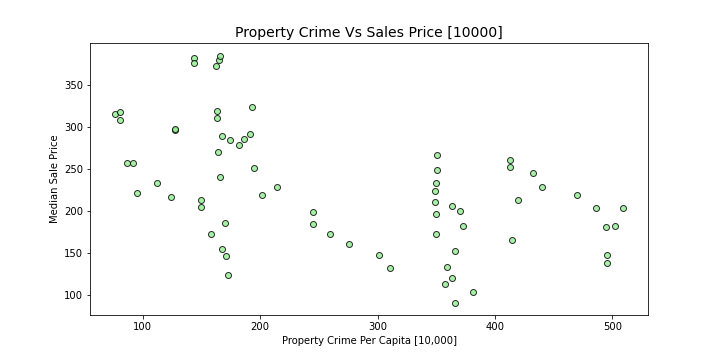 Property Crime Vs Sales Price [10000]
350
300
250
200
150
100
Median Sale Price
100 200 300 400 500
Property Crime Per Capita [10,000]